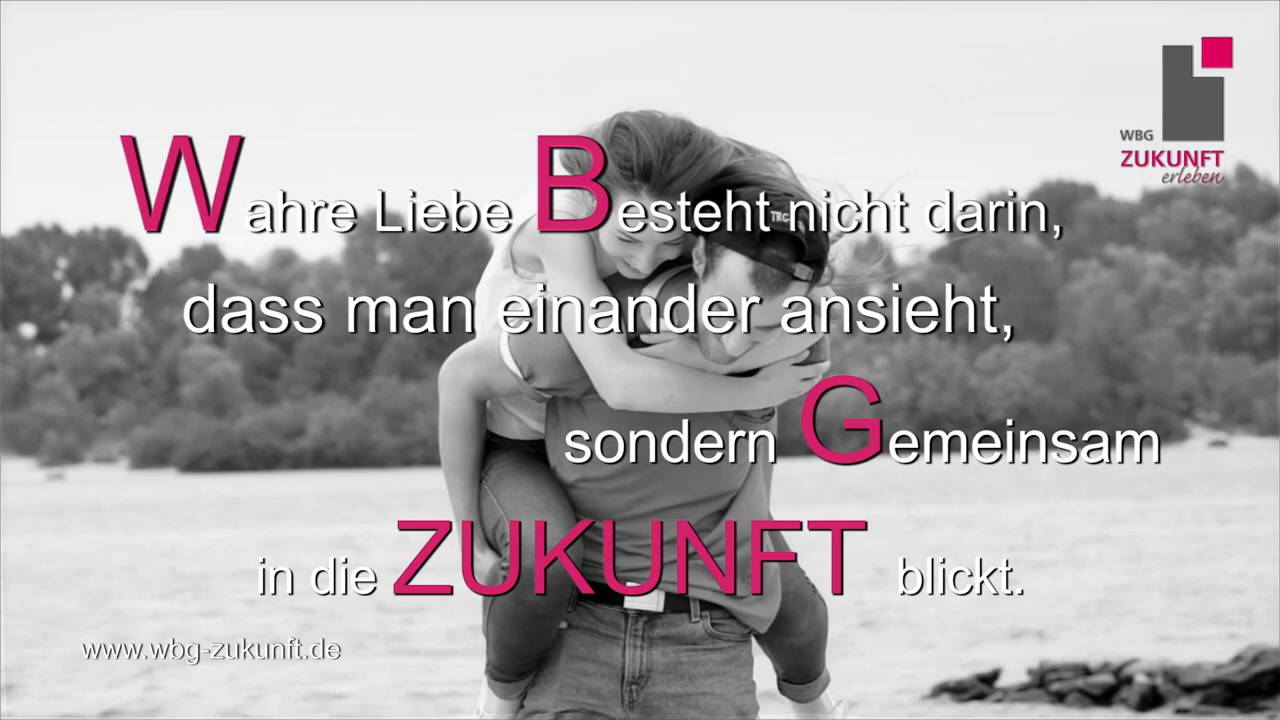 WBG
ZUKUNFT
erleben
Wahre Liebe Besteht nicht darin,
dass man einander ansieht,
sondern Gemeinsam
in die ZUKUNFT blickt.
www.wbg-zukunft.de